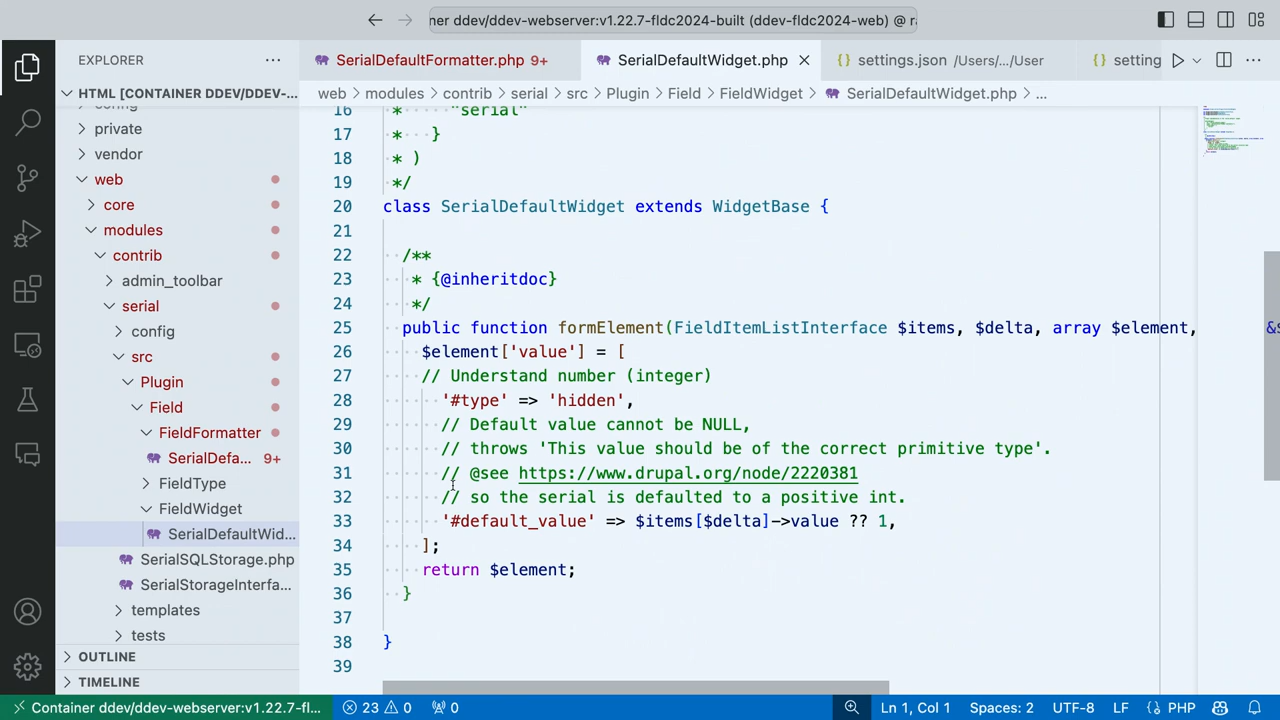 ner ddev/ddev-webserver:v1.22.7-fldc2024-built (ddev-fldc2024-web) @
EXPLORER
SerialDefaultFormatter.php 9+
SerialDefaultWidget.php
{} settings.json /Users/.../User
{} setting
HTML [CONTAINER DDEV/DDEV-...
web > modules > contrib > serial > src > Plugin > Field > FieldWidget > SerialDefaultWidget.php > ...
config
private
vendor
web
core
modules
contrib
admin_toolbar
serial
config
src
Plugin
Field
FieldFormatter
SerialDefa... 9+
FieldType
FieldWidget
SerialDefaultWid...
SerialSQLStorage.php
SerialStorageInterfa...
templates
tests
OUTLINE
TIMELINE
16 * "serial"
17 * }
18 * )
19 */
20 class SerialDefaultWidget extends WidgetBase {
21
22 /**
23 * {@inheritdoc}
24 */
25 public function formElement(FieldItemListInterface $items, $delta, array $element, &s
26 $element['value'] = [
27 // Understand number (integer)
28 '#type' => 'hidden',
29 // Default value cannot be NULL,
30 // throws 'This value should be of the correct primitive type'.
31 // @see https://www.drupal.org/node/2220381
32 // so the serial is defaulted to a positive int.
33 '#default_value' => $items[$delta]->value ?? 1,
34 ];
35 return $element;
36 }
37
38 }
39
Container ddev/ddev-webserver:v1.22.7-fl... 23 0 0 Ln 1, Col 1 Spaces: 2 UTF-8 LF PHP